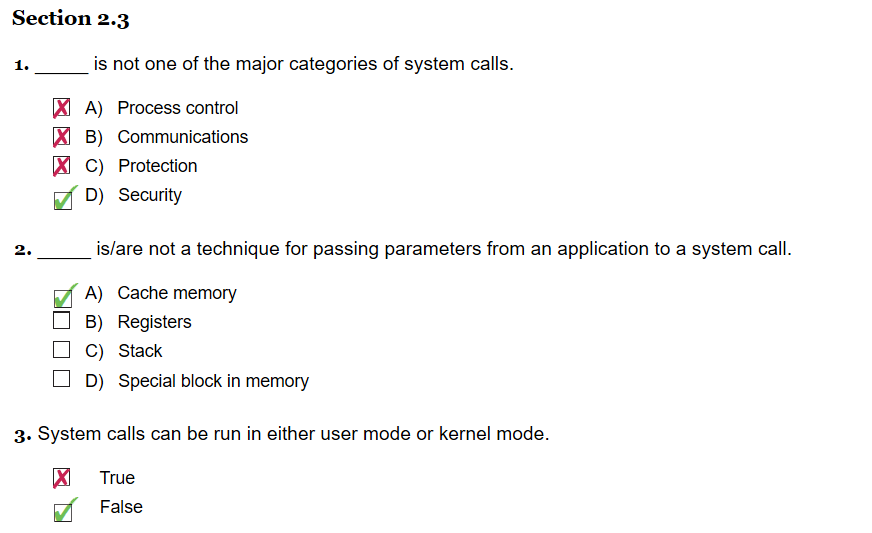 Section 2.3
1. _____ is not one of the major categories of system calls.
A) Process control
B) Communications
C) Protection
D) Security
2. _____ is/are not a technique for passing parameters from an application to a system call.
A) Cache memory
B) Registers
C) Stack
D) Special block in memory
3. System calls can be run in either user mode or kernel mode.
True
False